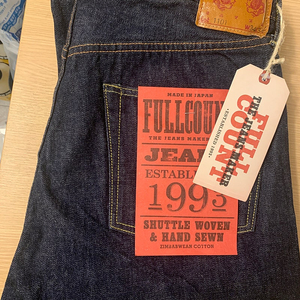 MADE IN JAPAN
FULLCOUNT
THE JEANS MAKER
JEANS
ESTABLISHED
1993
SHUTTLE WOVEN
& HAND SEWN
ZIMBABWEAN COTTON
FULL
COUNT
THE JEANS MAKER